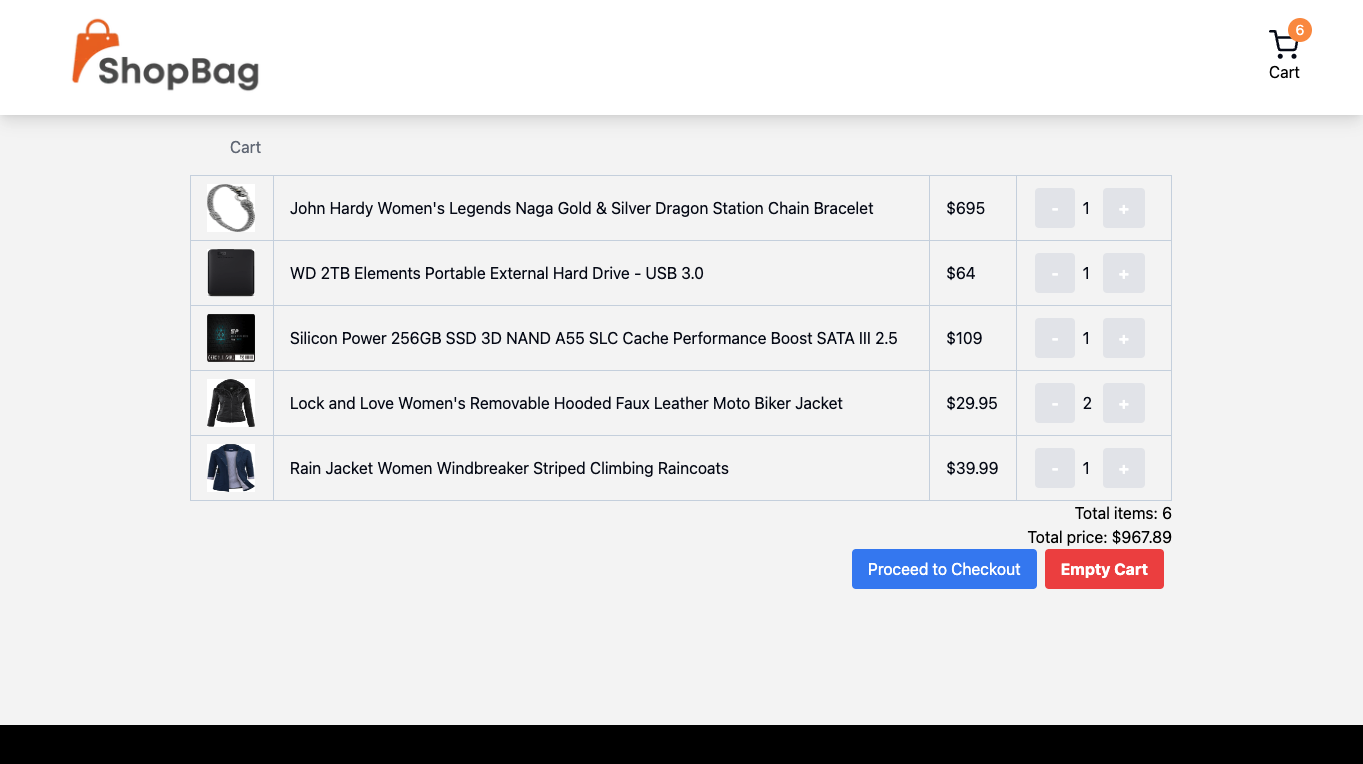 ShopBag
6
Cart
Cart
John Hardy Women's Legends Naga Gold & Silver Dragon Station Chain Bracelet $695 - 1 +
WD 2TB Elements Portable External Hard Drive - USB 3.0 $64 - 1 +
Silicon Power 256GB SSD 3D NAND A55 SLC Cache Performance Boost SATA III 2.5 $109 - 1 +
Lock and Love Women's Removable Hooded Faux Leather Moto Biker Jacket $29.95 - 2 +
Rain Jacket Women Windbreaker Striped Climbing Raincoats $39.99 - 1 +
Total items: 6
Total price: $967.89
Proceed to Checkout Empty Cart